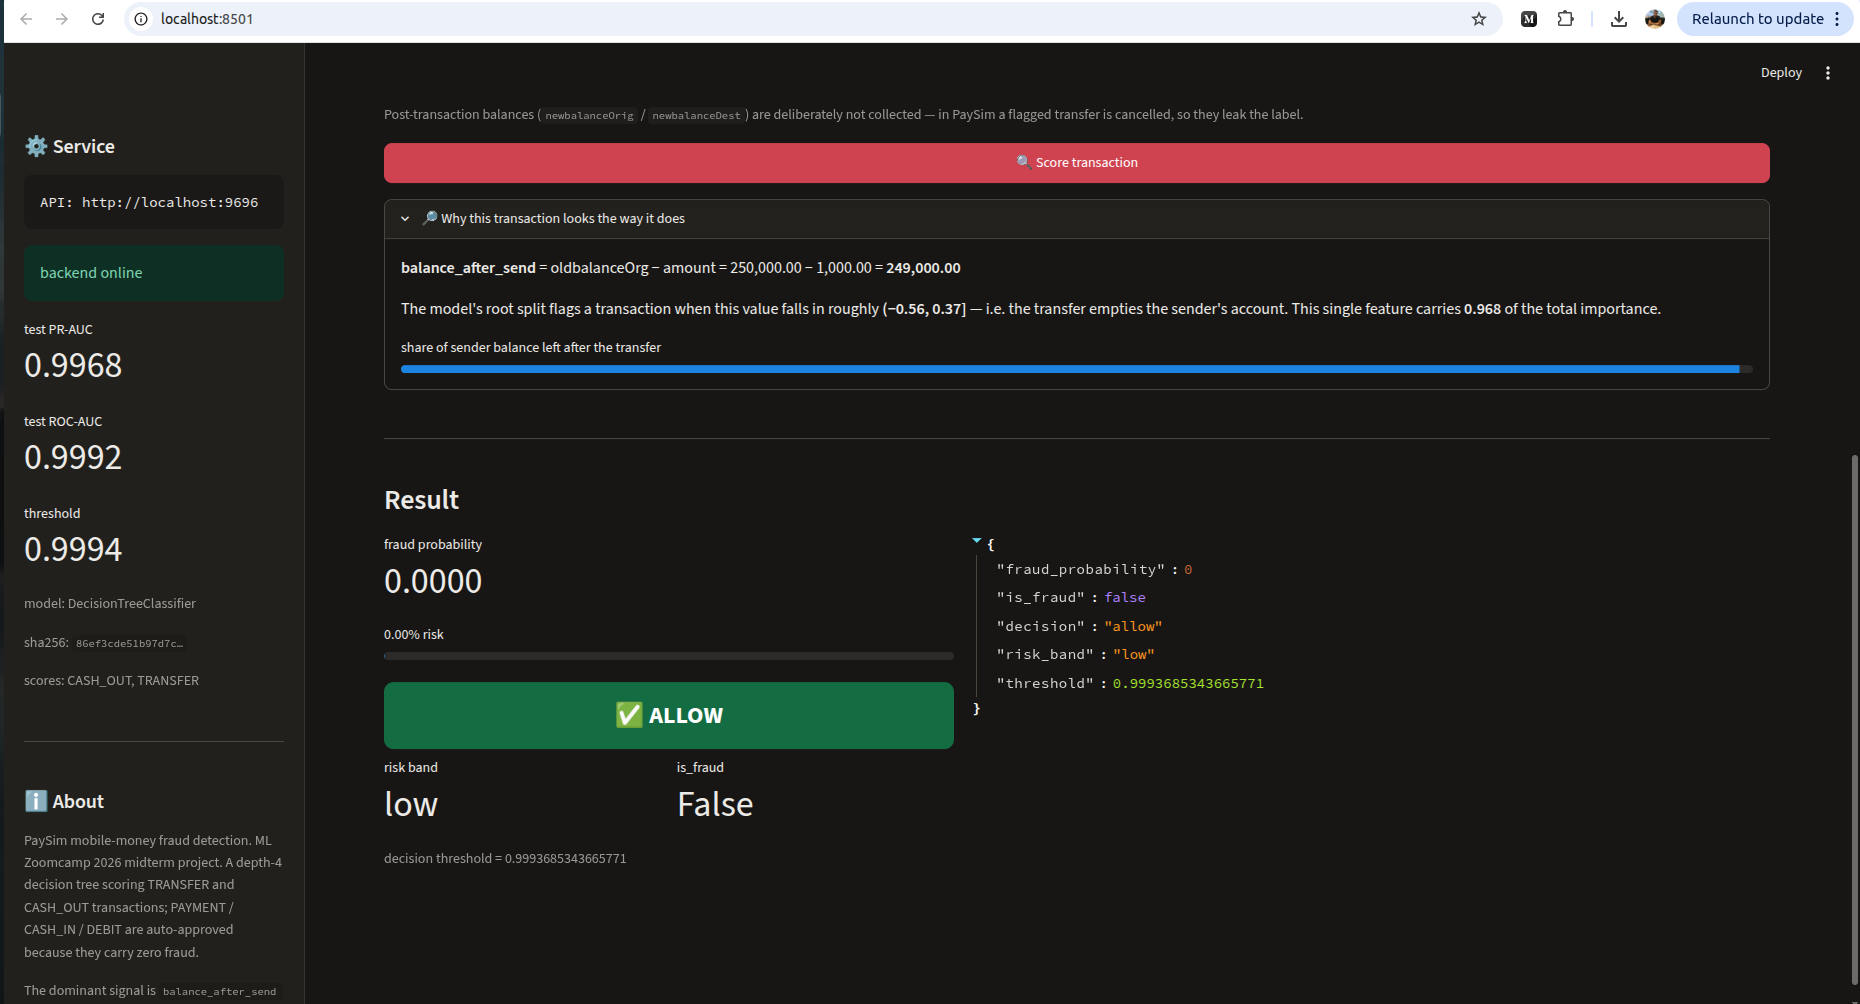 localhost:8501
Relaunch to update
Deploy
⚙️ Service
API: http://localhost:9696
backend online
test PR-AUC
0.9968
test ROC-AUC
0.9992
threshold
0.9994
model: DecisionTreeClassifier
sha256: 86ef3cde51b97d7c…
scores: CASH_OUT, TRANSFER
ℹ️ About
PaySim mobile-money fraud detection. ML
Zoomcamp 2026 midterm project. A depth-4
decision tree scoring TRANSFER and
CASH_OUT transactions; PAYMENT /
CASH_IN / DEBIT are auto-approved
because they carry zero fraud.
The dominant signal is balance_after_send
Post-transaction balances ( newbalanceOrig / newbalanceDest ) are deliberately not collected — in PaySim a flagged transfer is cancelled, so they leak the label.
🔍 Score transaction
🔎 Why this transaction looks the way it does
balance_after_send = oldbalanceOrg − amount = 250,000.00 − 1,000.00 = 249,000.00
The model's root split flags a transaction when this value falls in roughly (−0.56, 0.37] — i.e. the transfer empties the sender's account. This single feature carries 0.968 of the total importance.
share of sender balance left after the transfer
Result
fraud probability
0.0000
0.00% risk
✅ ALLOW
risk band
low
is_fraud
False
decision threshold = 0.9993685343665771
{
"fraud_probability" : 0
"is_fraud" : false
"decision" : "allow"
"risk_band" : "low"
"threshold" : 0.9993685343665771
}